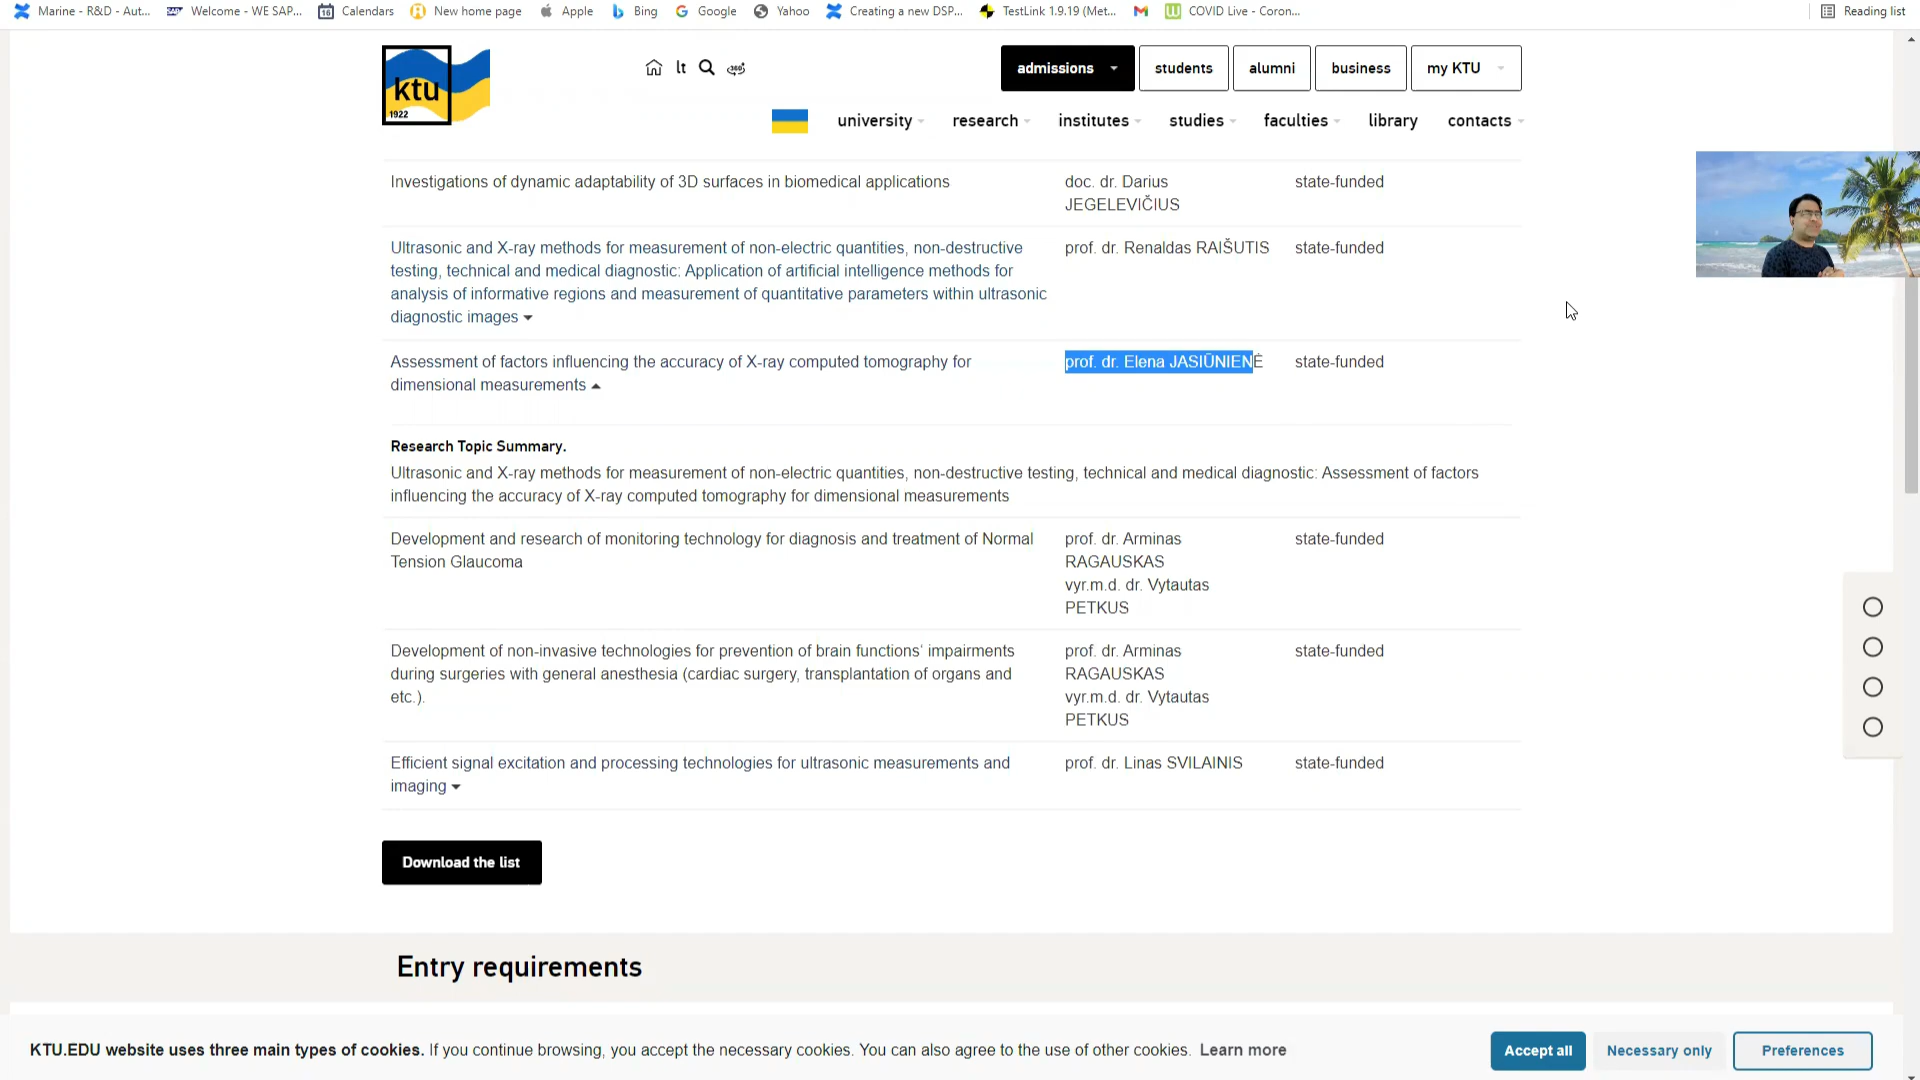 Marine - R&D - Aut... Welcome - WE SAP... Calendars New home page Apple Bing Google Yahoo Creating a new DSP... TestLink 1.9.19 (Met... COVID Live - Coron... Reading list
ktu
1922
lt
admissions students alumni business my KTU
university research institutes studies faculties library contacts
Investigations of dynamic adaptability of 3D surfaces in biomedical applications
doc. dr. Darius
JEGELEVIČIUS
state-funded
Ultrasonic and X-ray methods for measurement of non-electric quantities, non-destructive
testing, technical and medical diagnostic: Application of artificial intelligence methods for
analysis of informative regions and measurement of quantitative parameters within ultrasonic
diagnostic images
prof. dr. Renaldas RAIŠUTIS
state-funded
Assessment of factors influencing the accuracy of X-ray computed tomography for
dimensional measurements
prof. dr. Elena JASIŪNIENĖ
state-funded
Research Topic Summary.
Ultrasonic and X-ray methods for measurement of non-electric quantities, non-destructive testing, technical and medical diagnostic: Assessment of factors
influencing the accuracy of X-ray computed tomography for dimensional measurements
Development and research of monitoring technology for diagnosis and treatment of Normal
Tension Glaucoma
prof. dr. Arminas
RAGAUSKAS
vyr.m.d. dr. Vytautas
PETKUS
state-funded
Development of non-invasive technologies for prevention of brain functions' impairments
during surgeries with general anesthesia (cardiac surgery, transplantation of organs and
etc.).
prof. dr. Arminas
RAGAUSKAS
vyr.m.d. dr. Vytautas
PETKUS
state-funded
Efficient signal excitation and processing technologies for ultrasonic measurements and
imaging
prof. dr. Linas SVILAINIS
state-funded
Download the list
Entry requirements
KTU.EDU website uses three main types of cookies. If you continue browsing, you accept the necessary cookies. You can also agree to the use of other cookies. Learn more
Accept all Necessary only Preferences